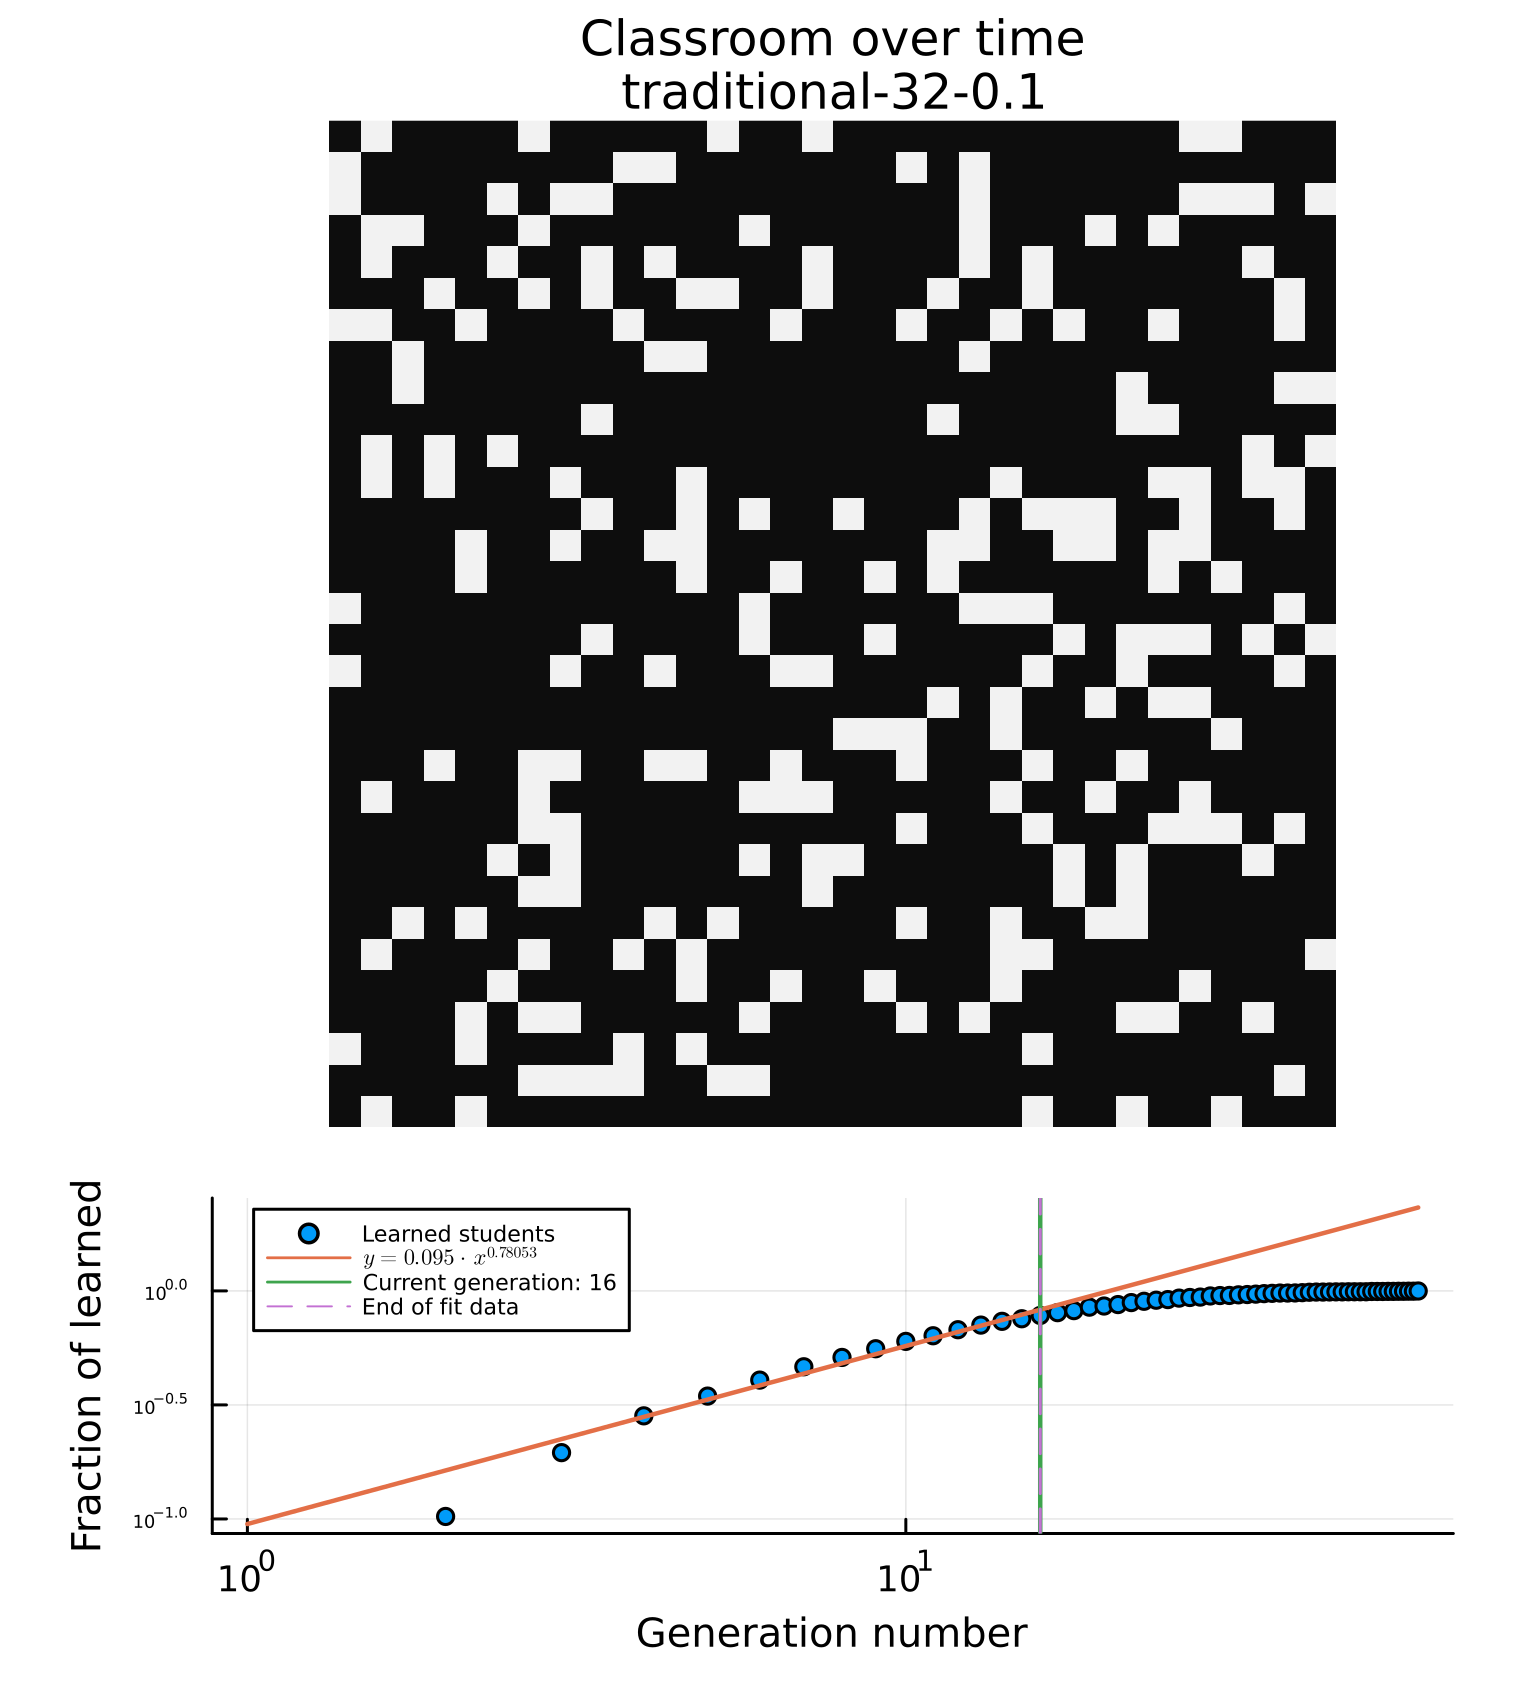 Classroom over time
traditional-32-0.1
Fraction of learned
Learned students
y = 0.095 · x^0.78053
Current generation: 16
End of fit data
10^0.0
10^−0.5
10^−1.0
10^0
10^1
Generation number